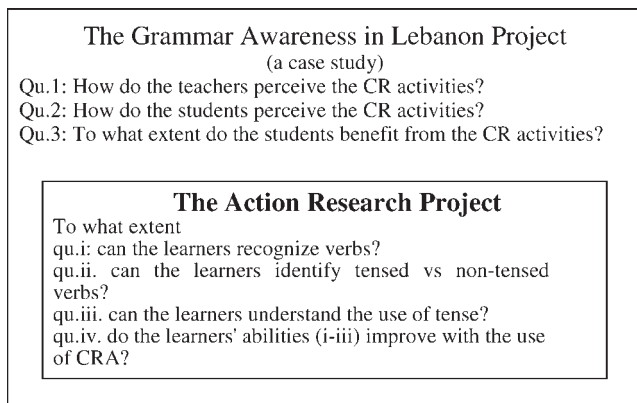 The Grammar Awareness in Lebanon Project
(a case study)
Qu.1: How do the teachers perceive the CR activities?
Qu.2: How do the students perceive the CR activities?
Qu.3: To what extent do the students benefit from the CR activities?
The Action Research Project
To what extent
qu.i: can the learners recognize verbs?
qu.ii. can the learners identify tensed vs non-tensed
verbs?
qu.iii. can the learners understand the use of tense?
qu.iv. do the learners' abilities (i-iii) improve with the use
of CRA?